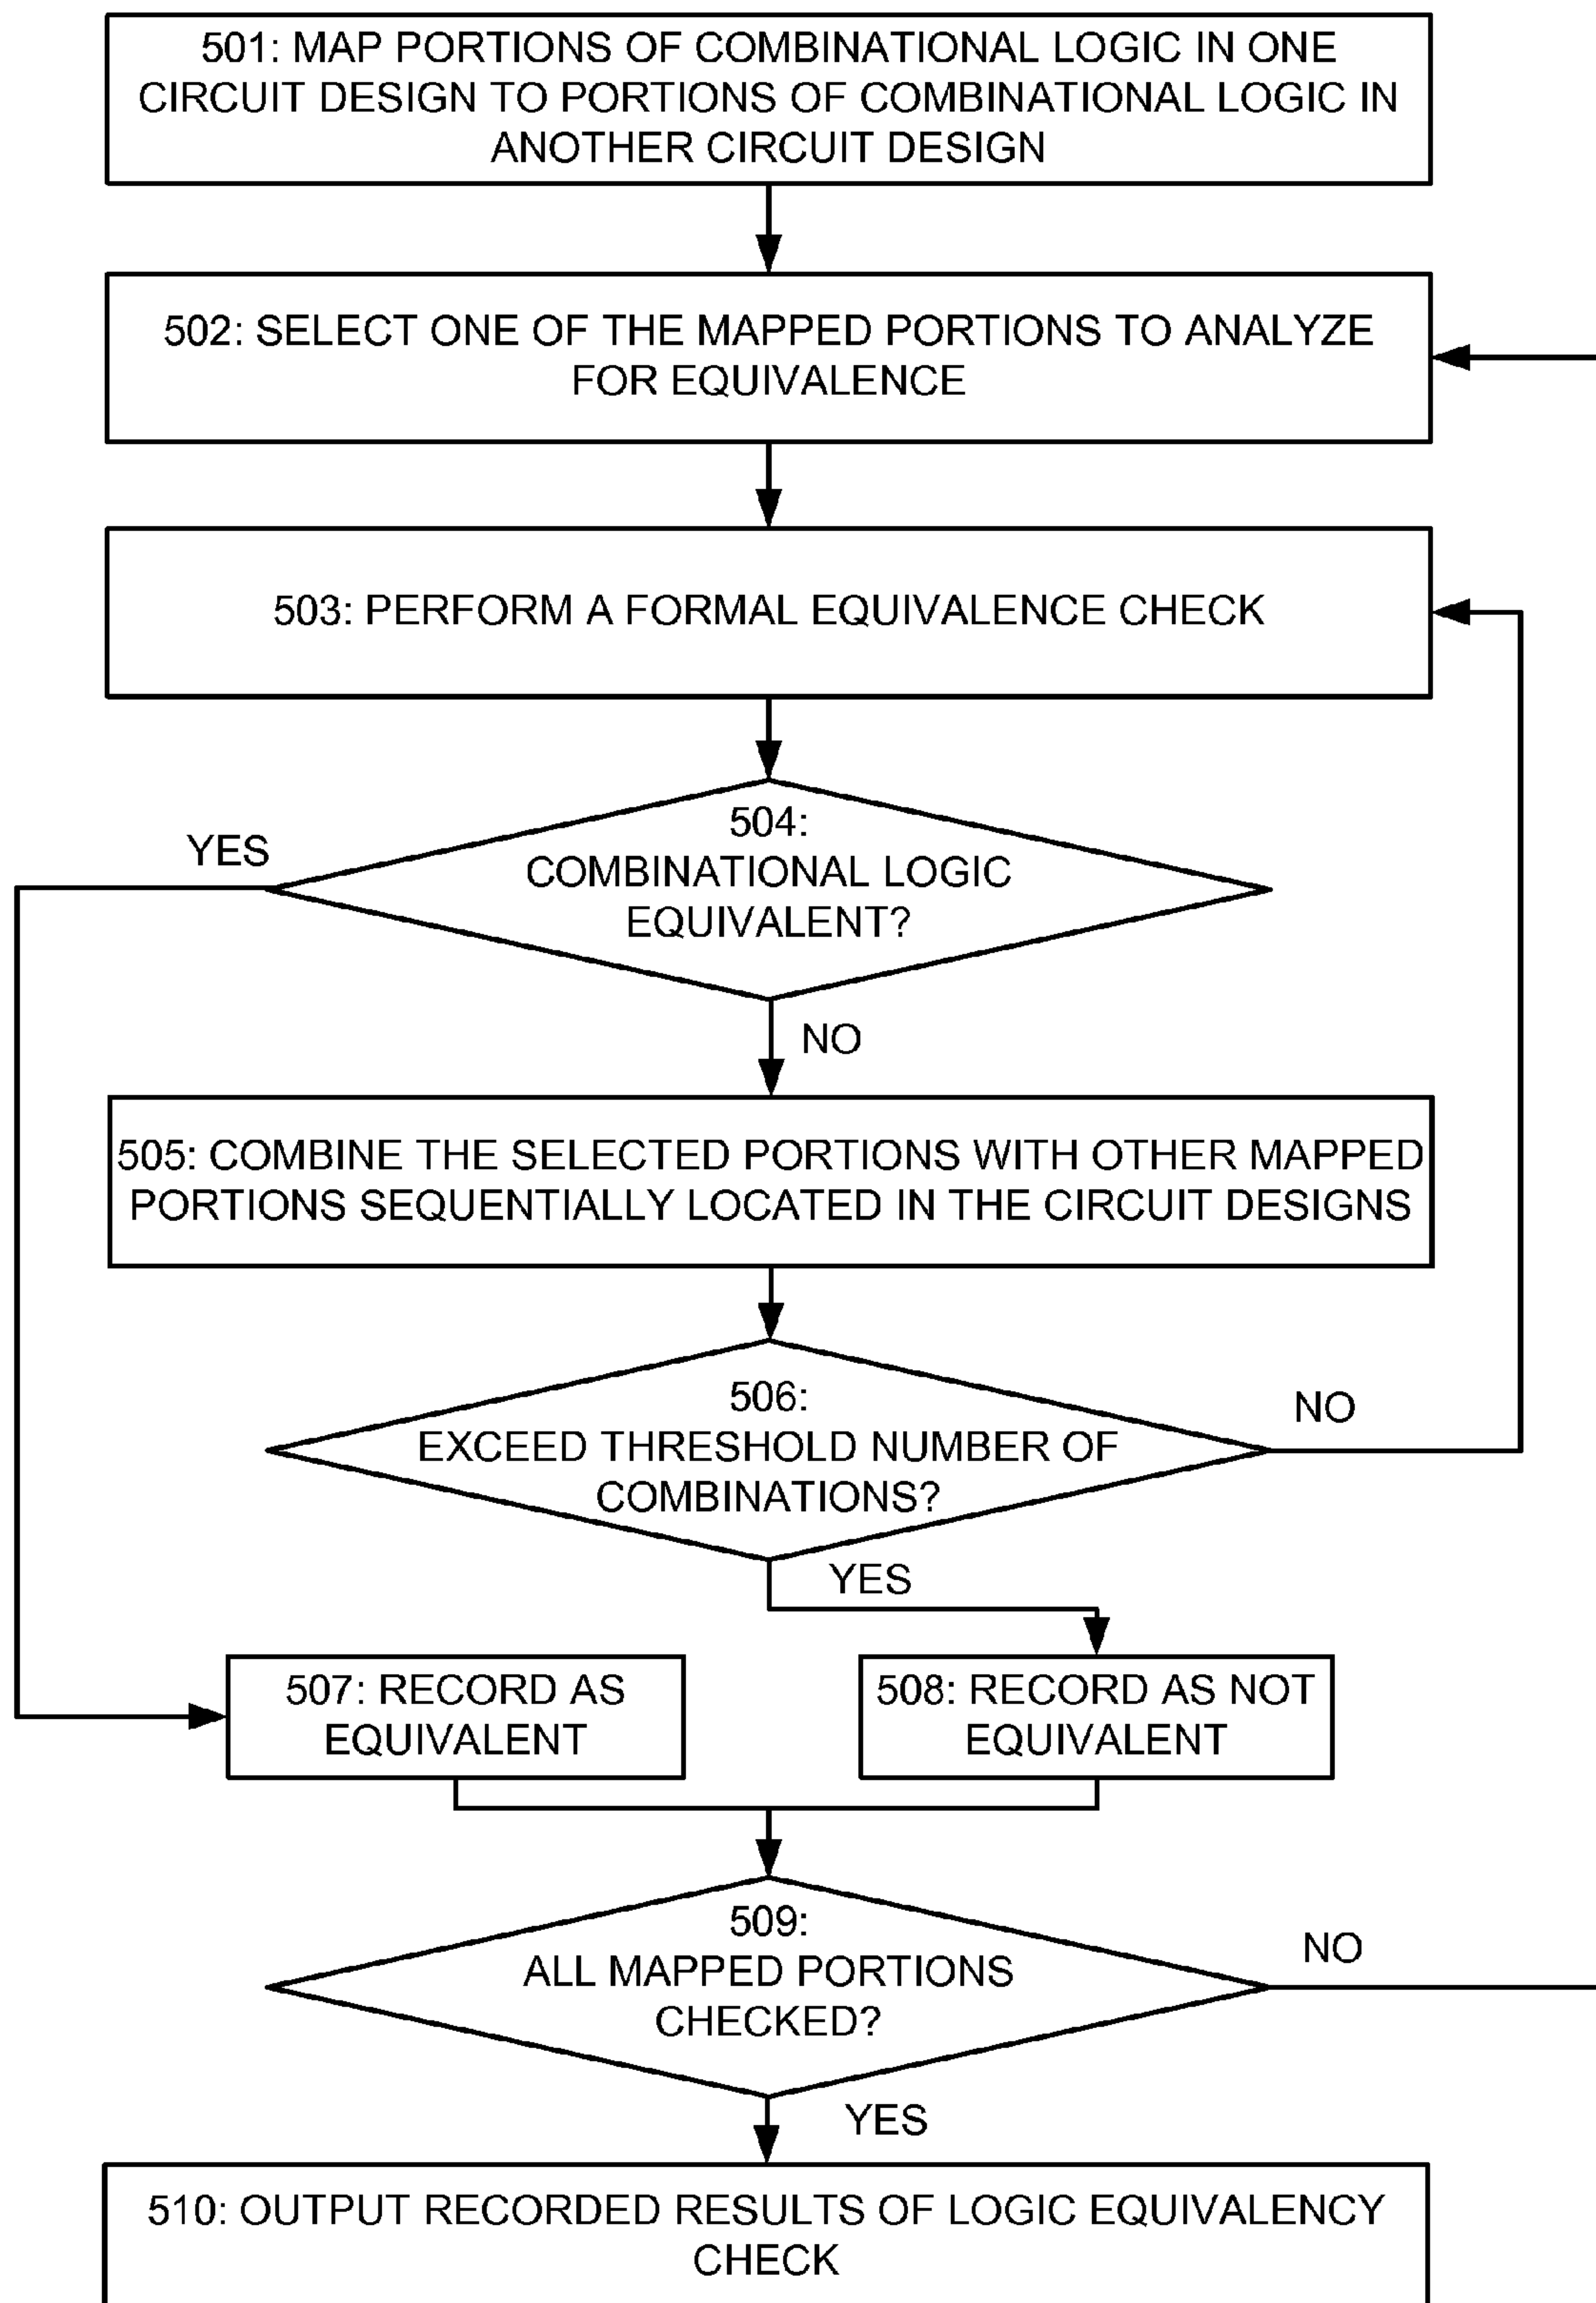 501: MAP PORTIONS OF COMBINATIONAL LOGIC IN ONE
CIRCUIT DESIGN TO PORTIONS OF COMBINATIONAL LOGIC IN
ANOTHER CIRCUIT DESIGN
502: SELECT ONE OF THE MAPPED PORTIONS TO ANALYZE
FOR EQUIVALENCE
503: PERFORM A FORMAL EQUIVALENCE CHECK
504:
COMBINATIONAL LOGIC
EQUIVALENT?
YES
NO
505: COMBINE THE SELECTED PORTIONS WITH OTHER MAPPED
PORTIONS SEQUENTIALLY LOCATED IN THE CIRCUIT DESIGNS
506:
EXCEED THRESHOLD NUMBER OF
COMBINATIONS?
NO
YES
507: RECORD AS
EQUIVALENT
508: RECORD AS NOT
EQUIVALENT
509:
ALL MAPPED PORTIONS
CHECKED?
NO
YES
510: OUTPUT RECORDED RESULTS OF LOGIC EQUIVALENCY
CHECK